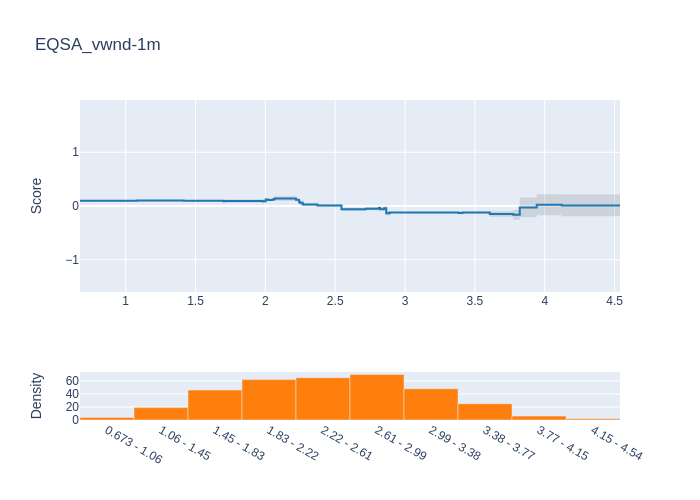 EQSA_vwnd-1m
Score
1
0
−1
1
1.5
2
2.5
3
3.5
4
4.5
Density
60
40
20
0
0.673 - 1.06
1.06 - 1.45
1.45 - 1.83
1.83 - 2.22
2.22 - 2.61
2.61 - 2.99
2.99 - 3.38
3.38 - 3.77
3.77 - 4.15
4.15 - 4.54